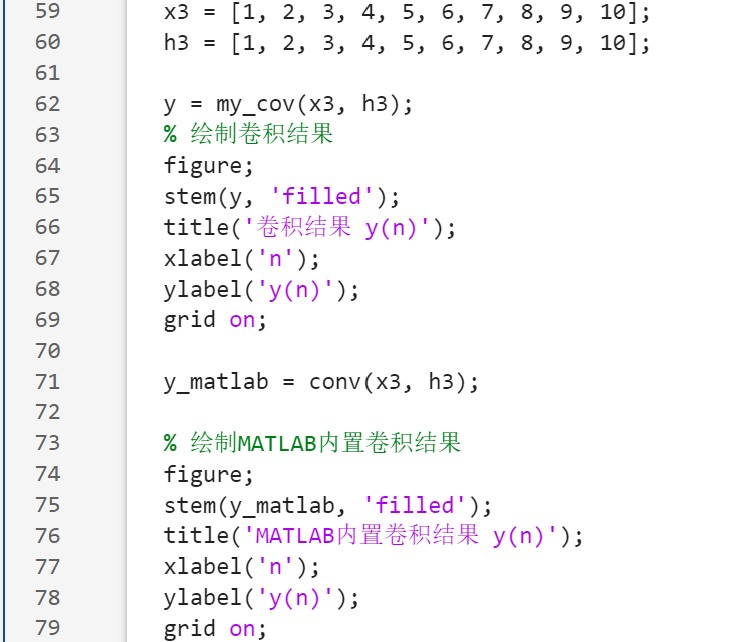 59 x3 = [1, 2, 3, 4, 5, 6, 7, 8, 9, 10];
60 h3 = [1, 2, 3, 4, 5, 6, 7, 8, 9, 10];
61
62 y = my_cov(x3, h3);
63 % 绘制卷积结果
64 figure;
65 stem(y, 'filled');
66 title('卷积结果 y(n)');
67 xlabel('n');
68 ylabel('y(n)');
69 grid on;
70
71 y_matlab = conv(x3, h3);
72
73 % 绘制MATLAB内置卷积结果
74 figure;
75 stem(y_matlab, 'filled');
76 title('MATLAB内置卷积结果 y(n)');
77 xlabel('n');
78 ylabel('y(n)');
79 grid on;